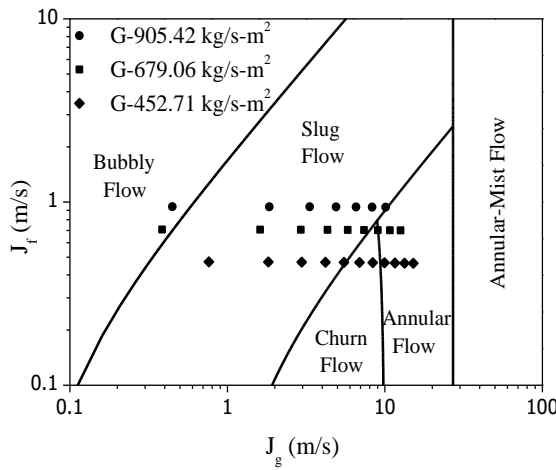 10
G-905.42 kg/s-m²
G-679.06 kg/s-m²
G-452.71 kg/s-m²
Slug
Flow
Bubbly
Flow
Annular-Mist Flow
J_f (m/s)
1
Churn
Flow
Annular
Flow
0.1
0.1
1
10
100
J_g (m/s)